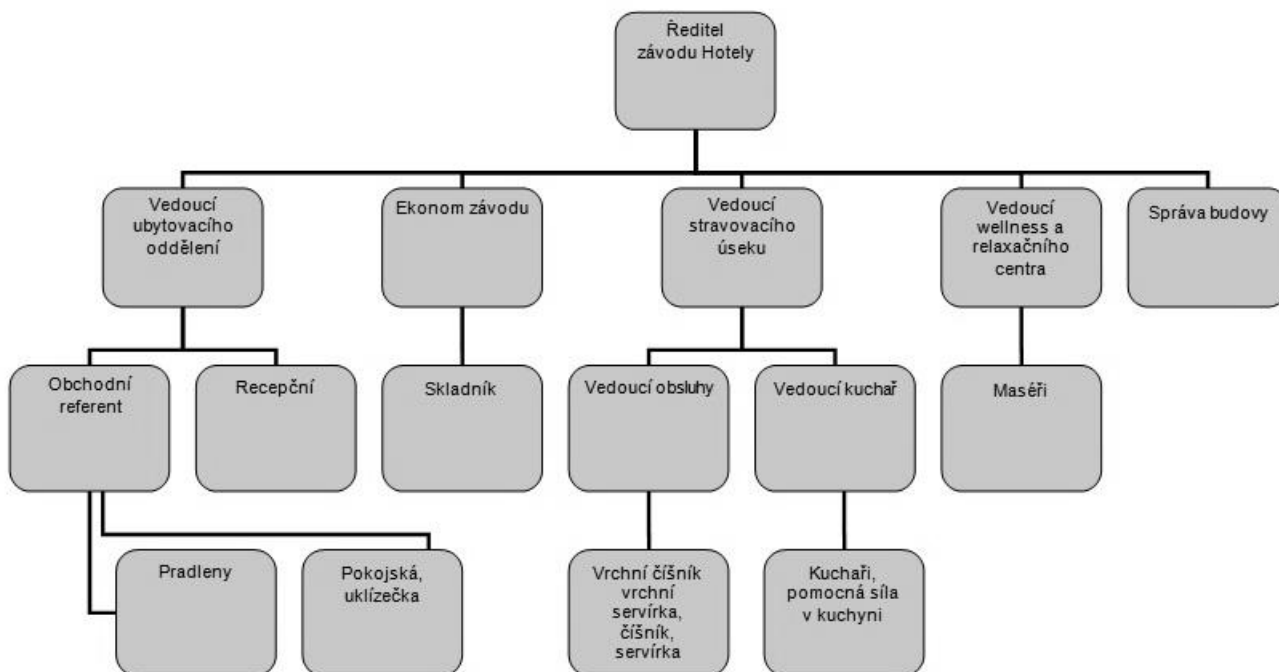 Ředitel
závodu Hotely
Vedoucí
ubytovacího
oddělení
Ekonom závodu
Vedoucí
stravovacího
úseku
Vedoucí
wellness a
relaxačního
centra
Správa budovy
Obchodní
referent
Recepční
Skladník
Vedoucí obsluhy
Vedoucí kuchař
Maséři
Pradleny
Pokojská,
uklízečka
Vrchní číšník
vrchní
servírka,
číšník,
servírka
Kuchaři,
pomocná síla
v kuchyni